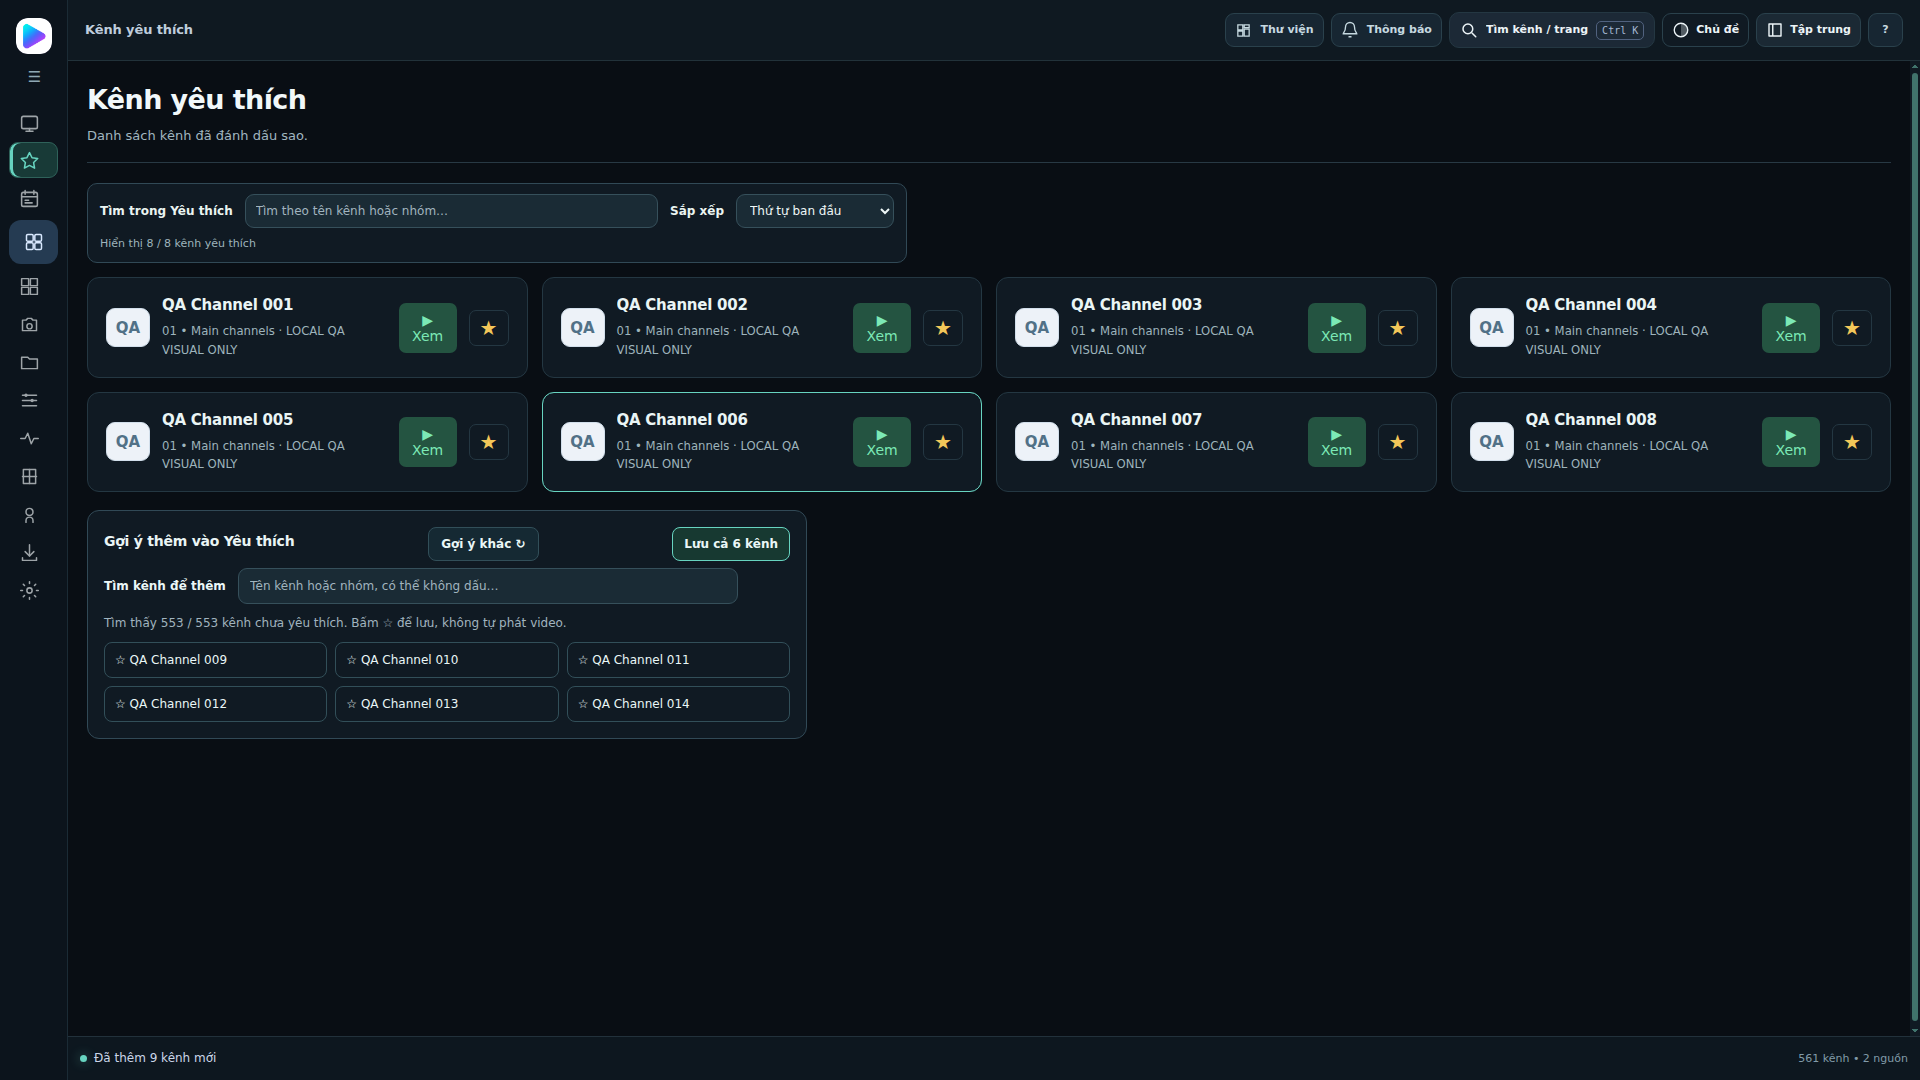 Kênh yêu thích
Thư viện
Thông báo
Tìm kênh / trang Ctrl K
Chủ đề
Tập trung
?
Kênh yêu thích
Danh sách kênh đã đánh dấu sao.
Tìm trong Yêu thích
Tìm theo tên kênh hoặc nhóm...
Sắp xếp
Thứ tự ban đầu
Hiển thị 8 / 8 kênh yêu thích
QA
QA Channel 001
01 • Main channels · LOCAL QA
VISUAL ONLY
▶
Xem
★
QA
QA Channel 002
01 • Main channels · LOCAL QA
VISUAL ONLY
▶
Xem
★
QA
QA Channel 003
01 • Main channels · LOCAL QA
VISUAL ONLY
▶
Xem
★
QA
QA Channel 004
01 • Main channels · LOCAL QA
VISUAL ONLY
▶
Xem
★
QA
QA Channel 005
01 • Main channels · LOCAL QA
VISUAL ONLY
▶
Xem
★
QA
QA Channel 006
01 • Main channels · LOCAL QA
VISUAL ONLY
▶
Xem
★
QA
QA Channel 007
01 • Main channels · LOCAL QA
VISUAL ONLY
▶
Xem
★
QA
QA Channel 008
01 • Main channels · LOCAL QA
VISUAL ONLY
▶
Xem
★
Gợi ý thêm vào Yêu thích
Gợi ý khác ↻
Lưu cả 6 kênh
Tìm kênh để thêm
Tên kênh hoặc nhóm, có thể không dấu...
Tìm thấy 553 / 553 kênh chưa yêu thích. Bấm ☆ để lưu, không tự phát video.
☆ QA Channel 009
☆ QA Channel 010
☆ QA Channel 011
☆ QA Channel 012
☆ QA Channel 013
☆ QA Channel 014
Đã thêm 9 kênh mới
561 kênh • 2 nguồn